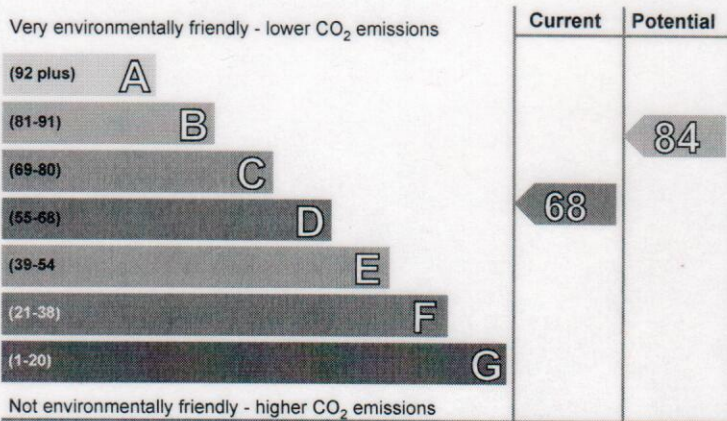 Very environmentally friendly - lower CO₂ emissions
Current
Potential
(92 plus) A
(81-91) B
84
(69-80) C
(55-68) D
68
(39-54 E
(21-38) F
(1-20) G
Not environmentally friendly - higher CO₂ emissions